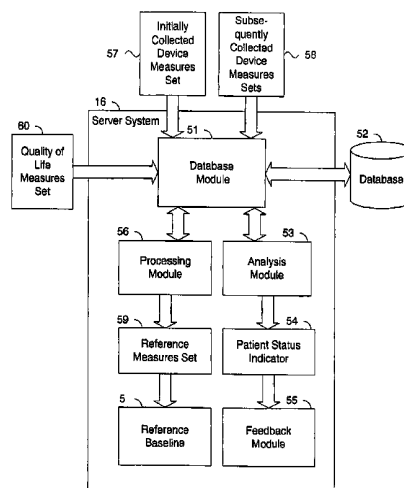 57
Initially
Collected
Device
Measures
Set
Subse-
quently
Collected
Device
Measures
Sets
58
16
Server System
60
Quality of
Life
Measures
Set
51
Database
Module
52
Database
56
Processing
Module
53
Analysis
Module
59
Reference
Measures Set
54
Patient Status
Indicator
5
Reference
Baseline
55
Feedback
Module